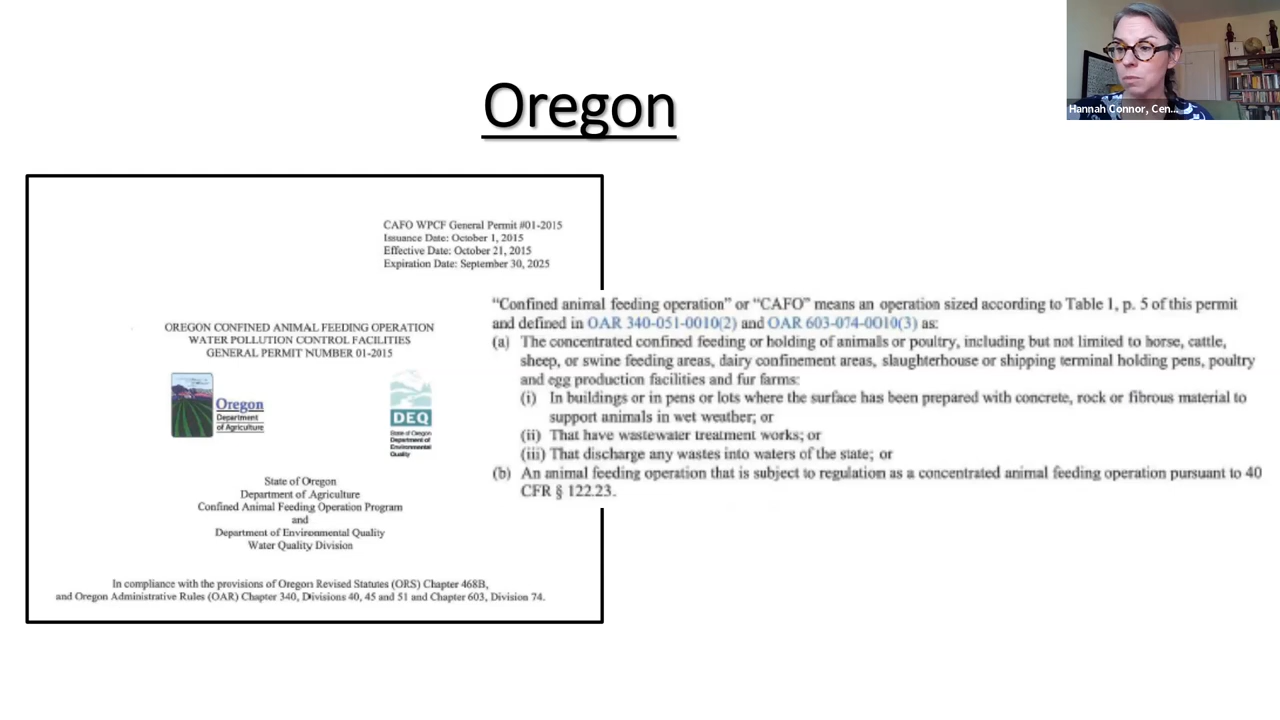 Oregon
Hannah Connor, Cen...
CAFO WPCF General Permit #01-2015
Issuance Date: October 1, 2015
Effective Date: October 21, 2015
Expiration Date: September 30, 2025
OREGON CONFINED ANIMAL FEEDING OPERATION
WATER POLLUTION CONTROL FACILITIES
GENERAL PERMIT NUMBER 01-2015
Oregon
Department
of Agriculture
DEQ
State of Oregon
Department of
Environmental
Quality
State of Oregon
Department of Agriculture
Confined Animal Feeding Operation Program
and
Department of Environmental Quality
Water Quality Division
In compliance with the provisions of Oregon Revised Statutes (ORS) Chapter 468B,
and Oregon Administrative Rules (OAR) Chapter 340, Divisions 40, 45 and 51 and Chapter 603, Division 74.
“Confined animal feeding operation” or “CAFO” means an operation sized according to Table 1, p. 5 of this permit
and defined in OAR 340-051-0010(2) and OAR 603-074-0010(3) as:
(a) The concentrated confined feeding or holding of animals or poultry, including but not limited to horse, cattle,
sheep, or swine feeding areas, dairy confinement areas, slaughterhouse or shipping terminal holding pens, poultry
and egg production facilities and fur farms:
(i) In buildings or in pens or lots where the surface has been prepared with concrete, rock or fibrous material to
support animals in wet weather; or
(ii) That have wastewater treatment works; or
(iii) That discharge any wastes into waters of the state; or
(b) An animal feeding operation that is subject to regulation as a concentrated animal feeding operation pursuant to 40
CFR § 122.23.